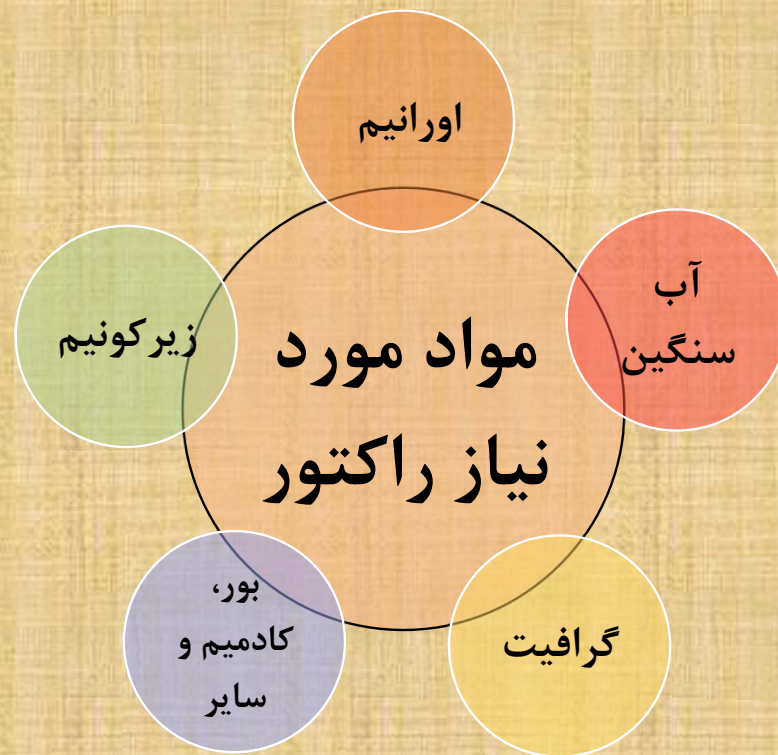 اورانیم
آب
سنگین
زیرکونیم
مواد مورد
نیاز راکتور
بور،
کادمیم و
سایر
گرافیت